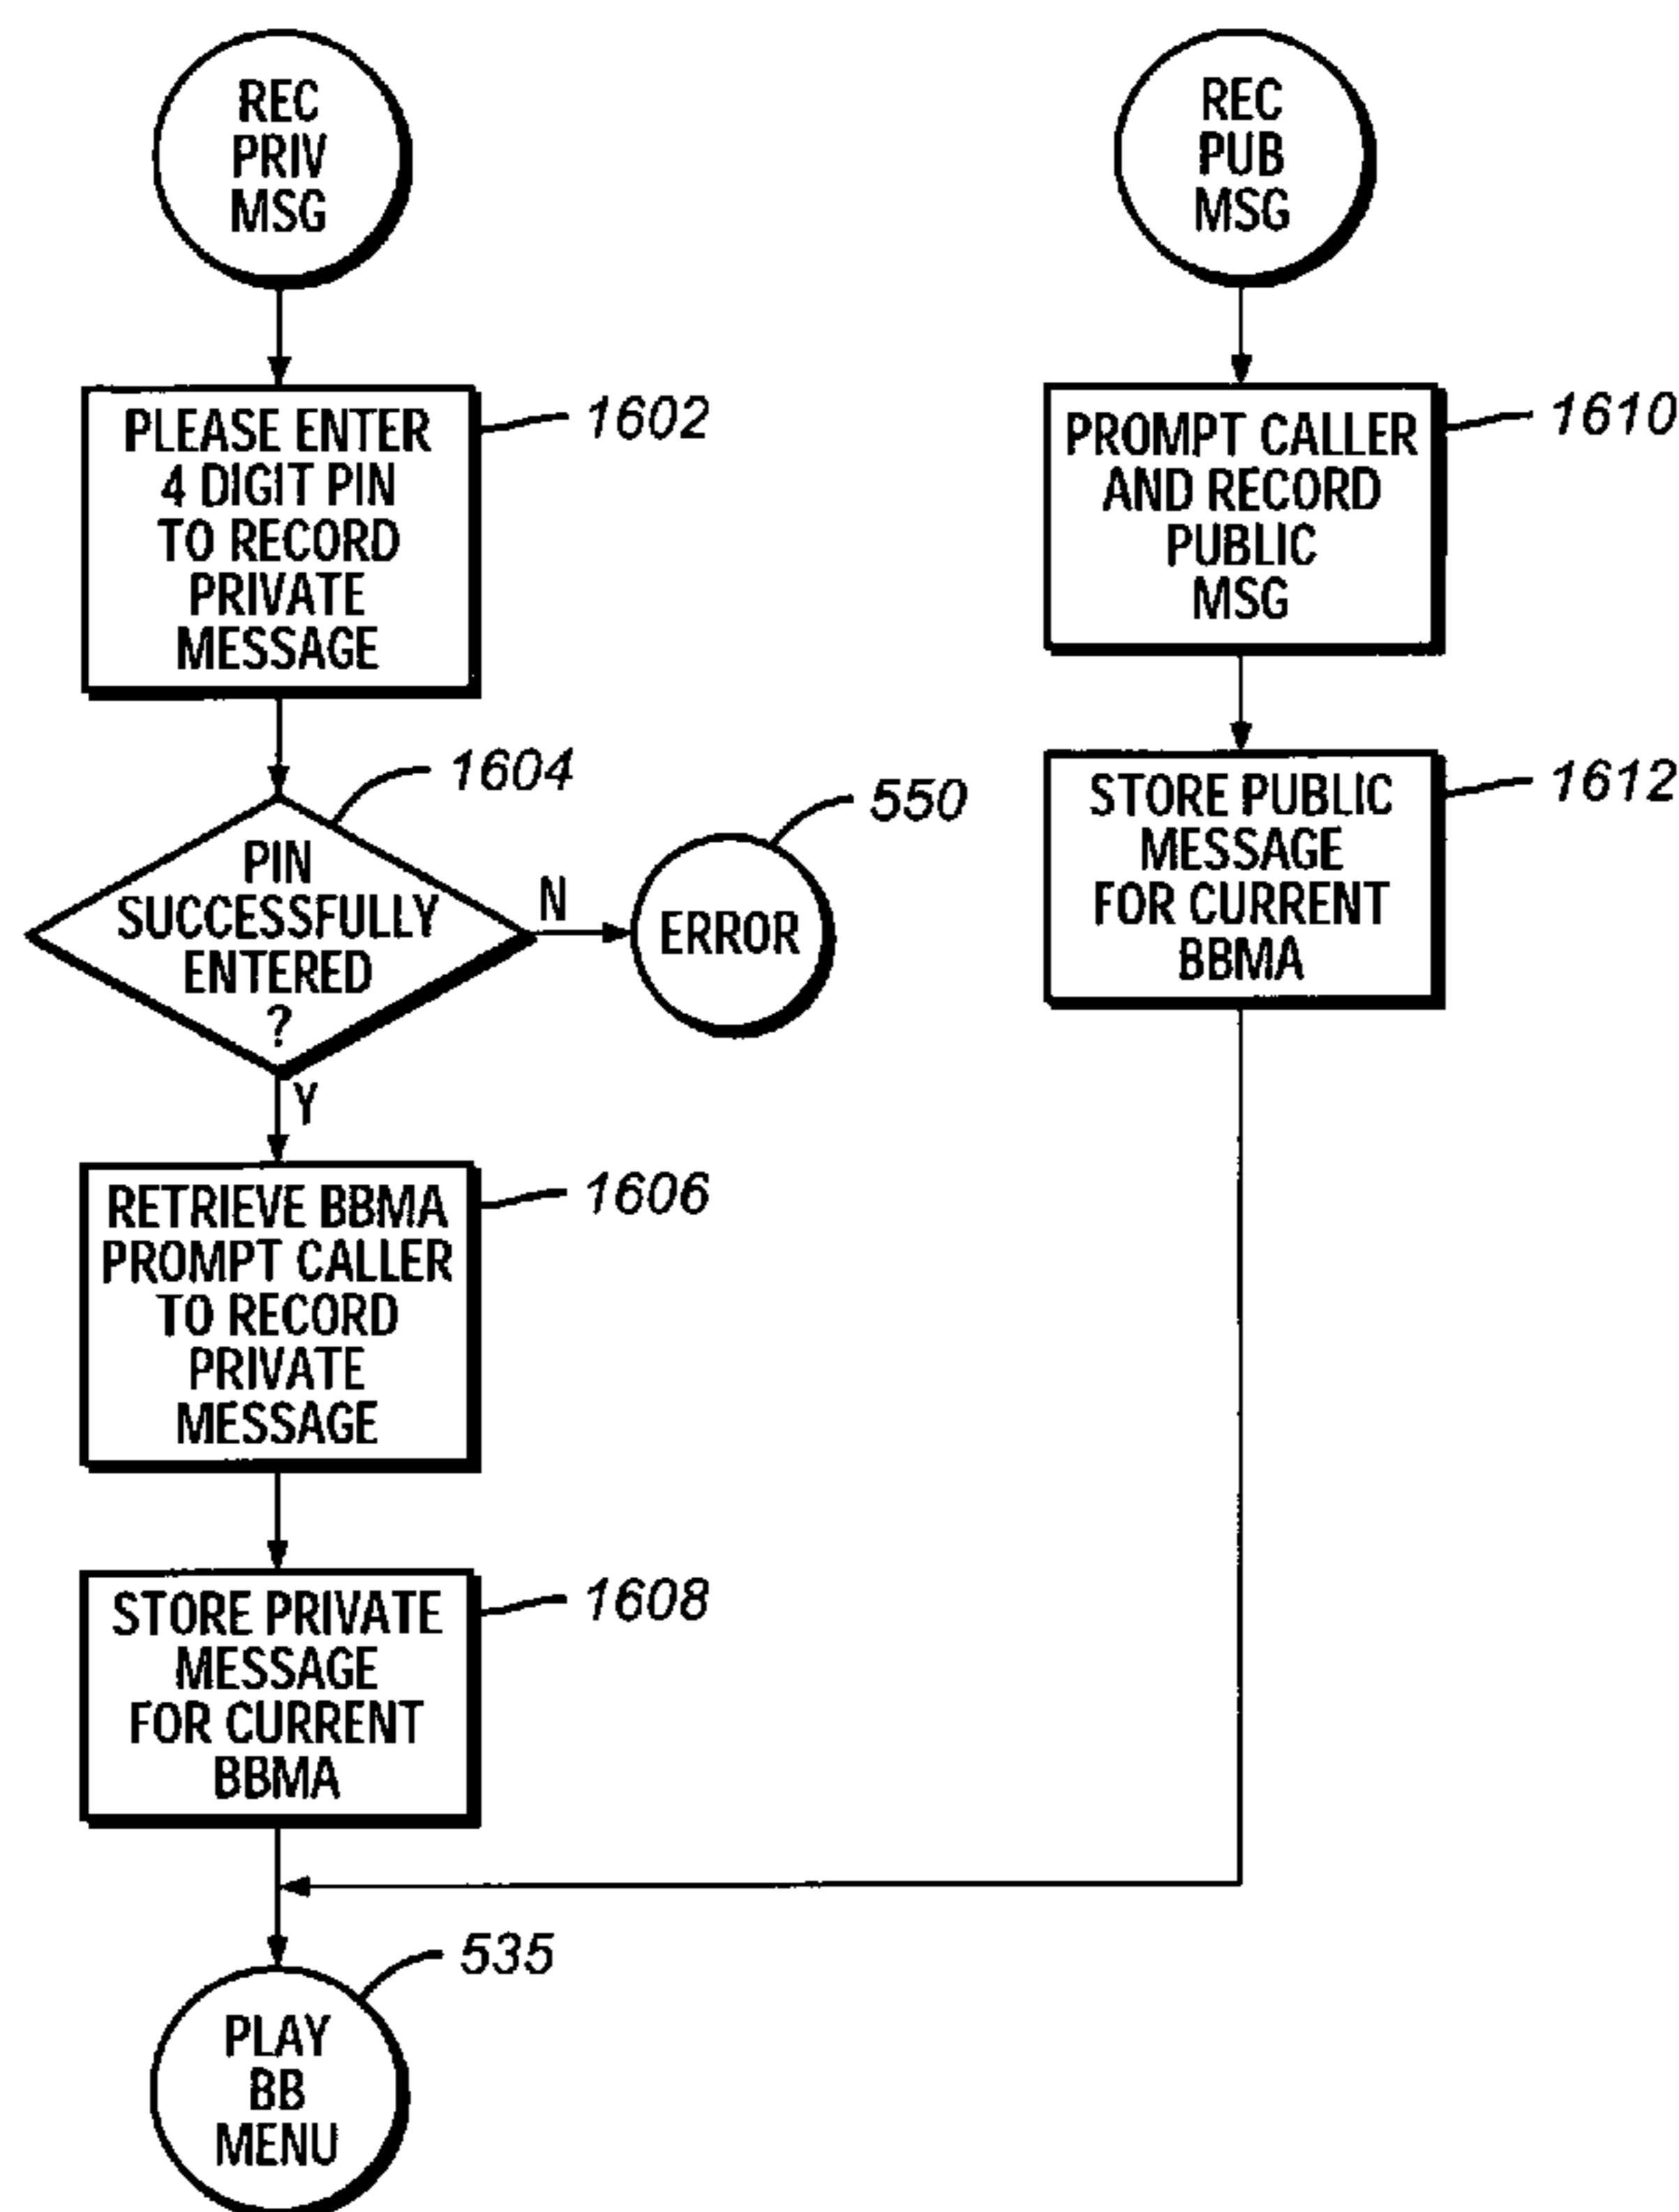 REC
PRIV
MSG
PLEASE ENTER
4 DIGIT PIN
TO RECORD
PRIVATE
MESSAGE
1602
PIN
SUCCESSFULLY
ENTERED
?
1604
N
ERROR
550
Y
RETRIEVE BBMA
PROMPT CALLER
TO RECORD
PRIVATE
MESSAGE
1606
STORE PRIVATE
MESSAGE
FOR CURRENT
BBMA
1608
REC
PUB
MSG
PROMPT CALLER
AND RECORD
PUBLIC
MSG
1610
STORE PUBLIC
MESSAGE
FOR CURRENT
BBMA
1612
PLAY
BB
MENU
535